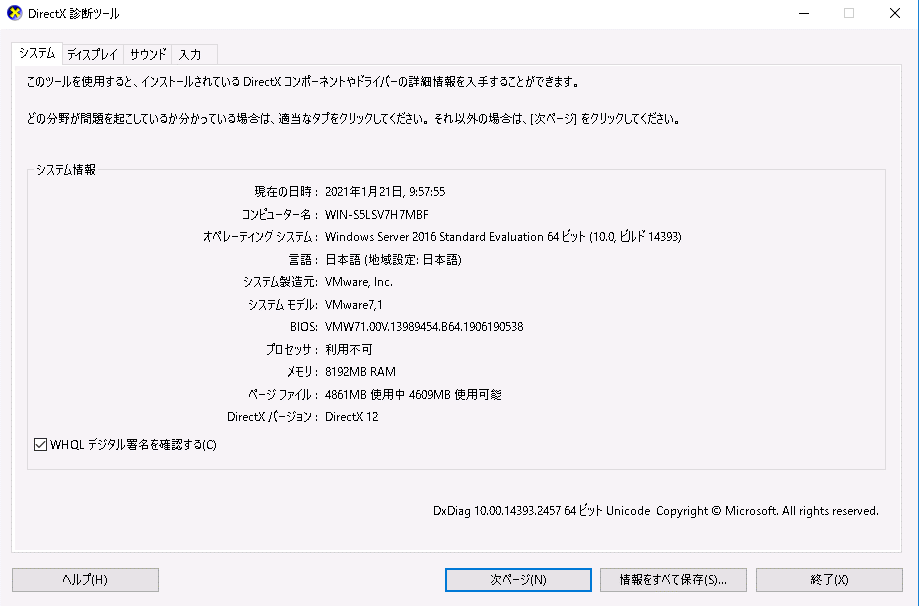 DirectX 診断ツール
システム ディスプレイ サウンド 入力
このツールを使用すると、インストールされている DirectX コンポーネントやドライバーの詳細情報を入手することができます。
どの分野が問題を起こしているか分かっている場合は、適当なタブをクリックしてください。それ以外の場合は、[次ページ] をクリックしてください。
システム情報
現在の日時 : 2021年1月21日, 9:57:55
コンピューター名 : WIN-S5LSV7H7MBF
オペレーティング システム : Windows Server 2016 Standard Evaluation 64 ビット (10.0, ビルド 14393)
言語 : 日本語 (地域設定: 日本語)
システム製造元: VMware, Inc.
システム モデル: VMware7,1
BIOS: VMW71.00V.13989454.B64.1906190538
プロセッサ : 利用不可
メモリ : 8192MB RAM
ページ ファイル : 4861MB 使用中 4609MB 使用可能
DirectX バージョン : DirectX 12
WHQL デジタル署名を確認する(C)
DxDiag 10.00.14393.2457 64 ビット Unicode Copyright © Microsoft. All rights reserved.
ヘルプ(H) 次ページ(N) 情報をすべて保存(S)... 終了(X)